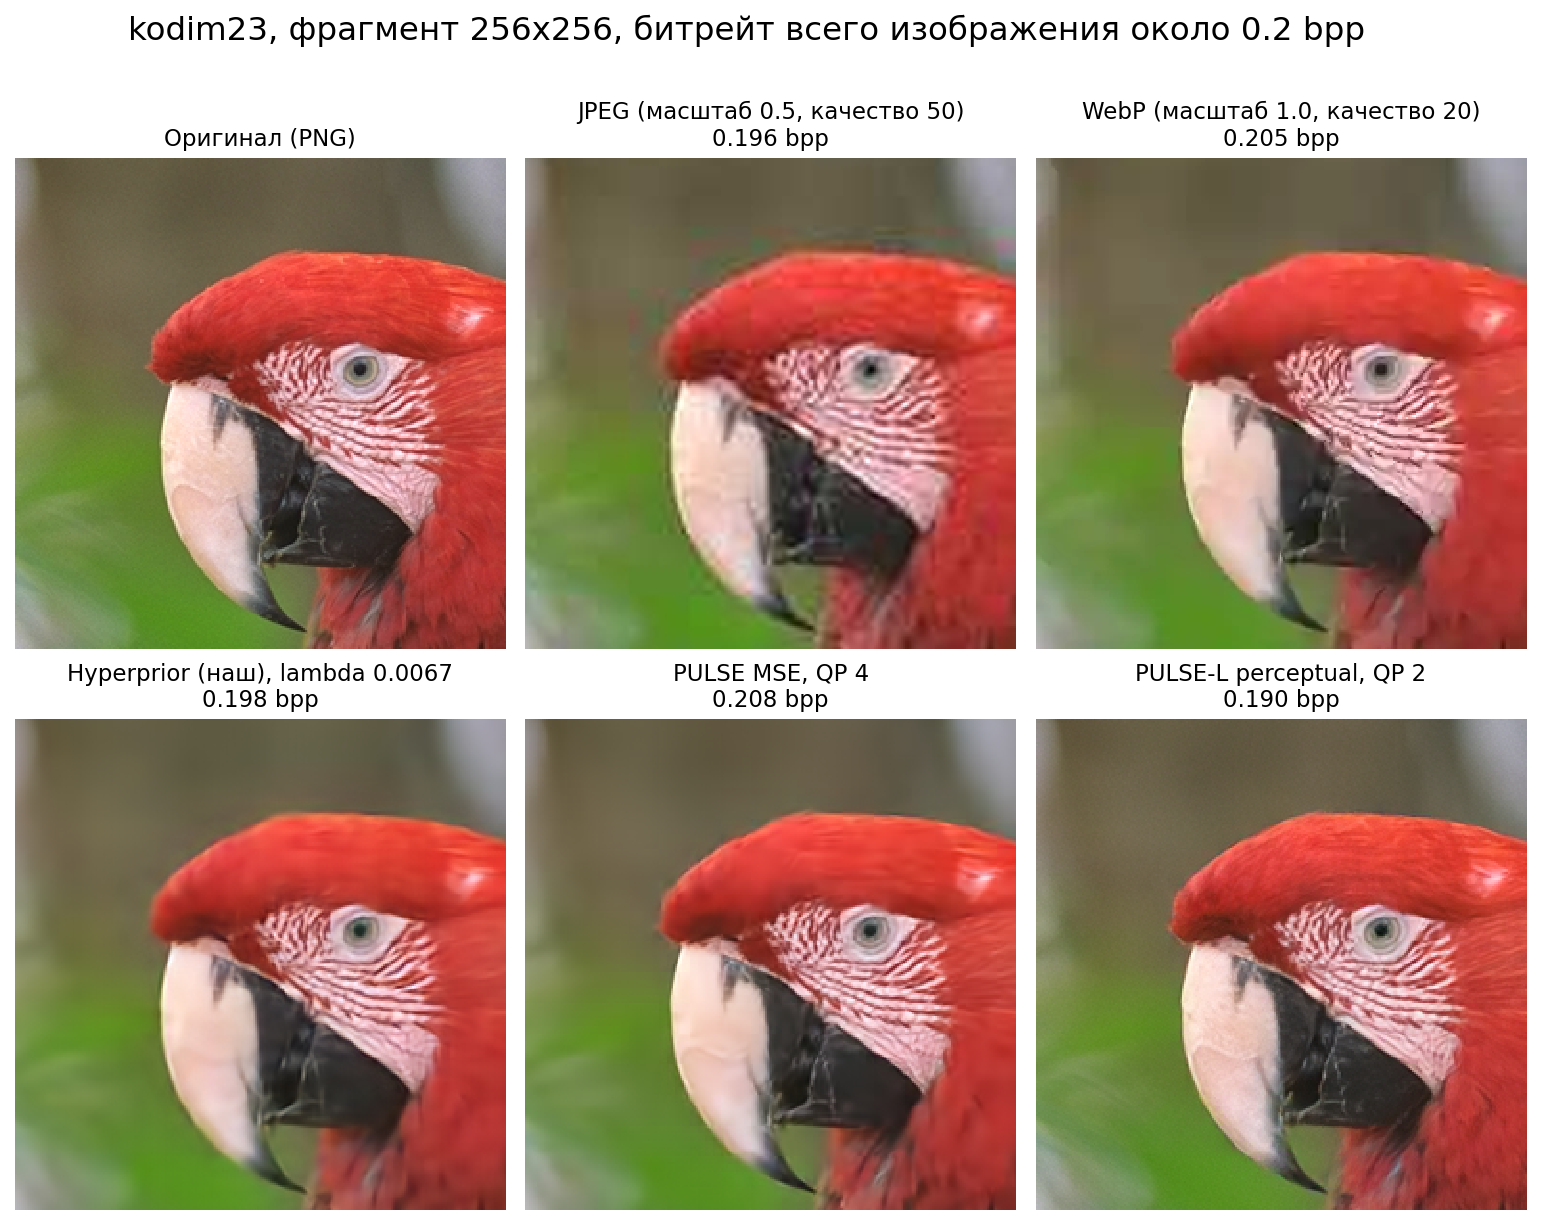 kodim23, фрагмент 256x256, битрейт всего изображения около 0.2 bpp
Оригинал (PNG)
JPEG (масштаб 0.5, качество 50)
0.196 bpp
WebP (масштаб 1.0, качество 20)
0.205 bpp
Hyperprior (наш), lambda 0.0067
0.198 bpp
PULSE MSE, QP 4
0.208 bpp
PULSE-L perceptual, QP 2
0.190 bpp